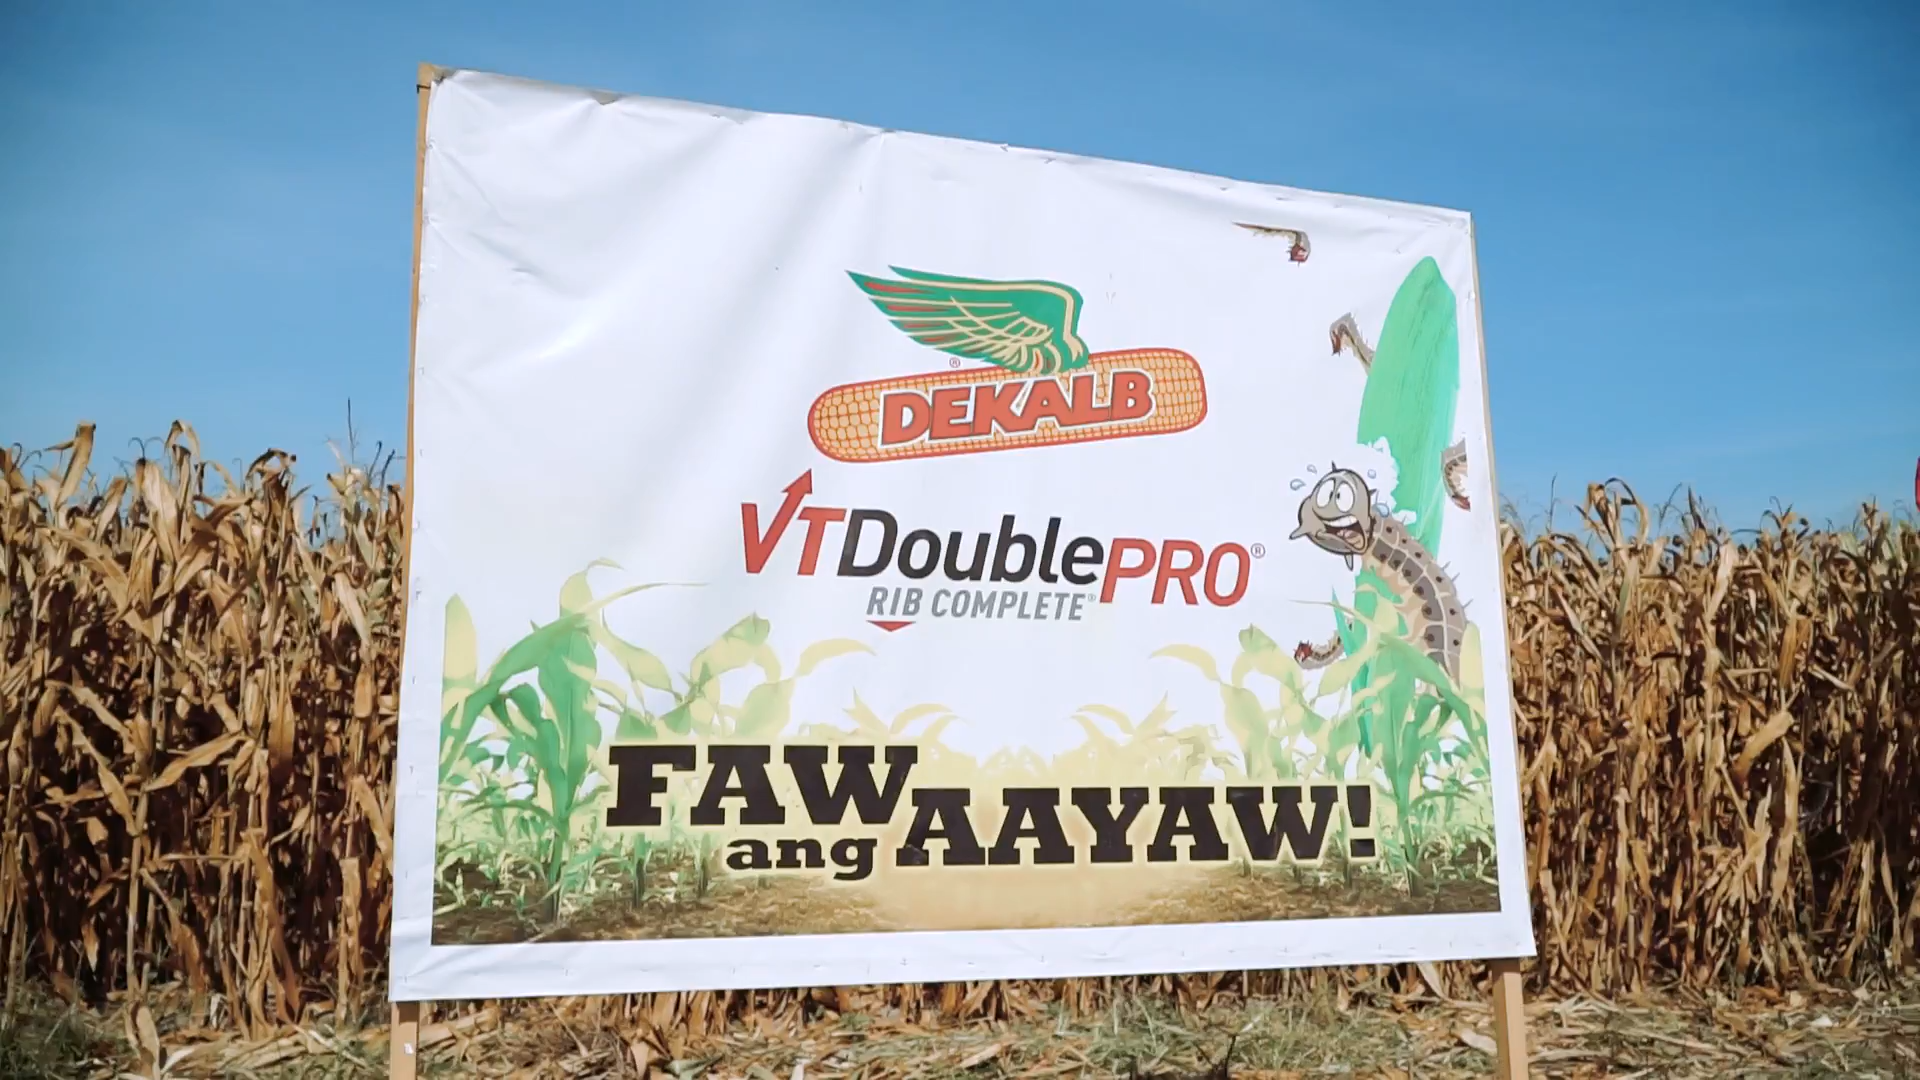 DEKALB®
VTDoublePRO®
RIB COMPLETE®
FAW
ang AAYAW!